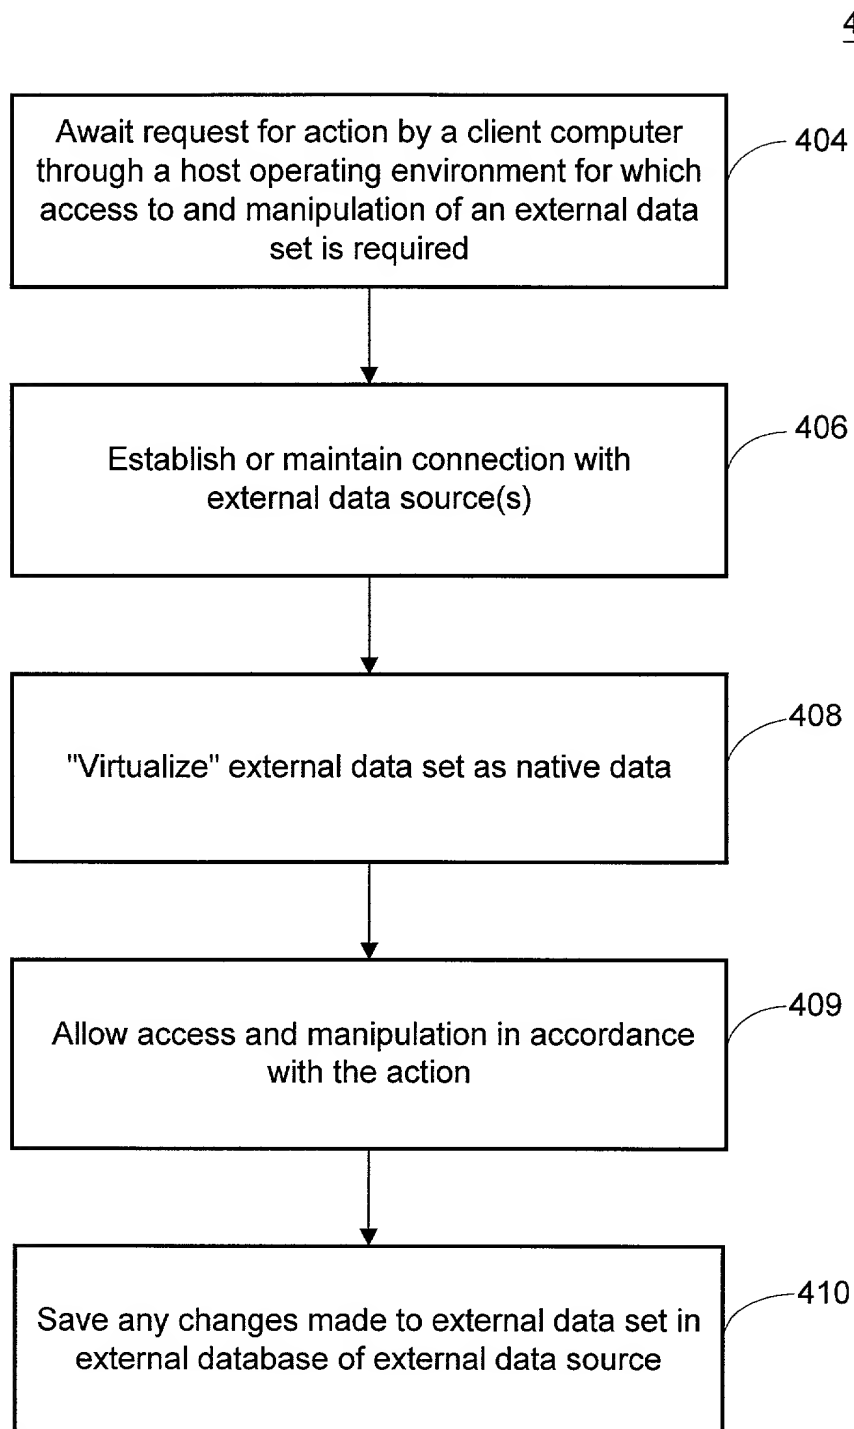 4
Await request for action by a client computer
through a host operating environment for which
access to and manipulation of an external data
set is required
404
Establish or maintain connection with
external data source(s)
406
"Virtualize" external data set as native data
408
Allow access and manipulation in accordance
with the action
409
Save any changes made to external data set in
external database of external data source
410